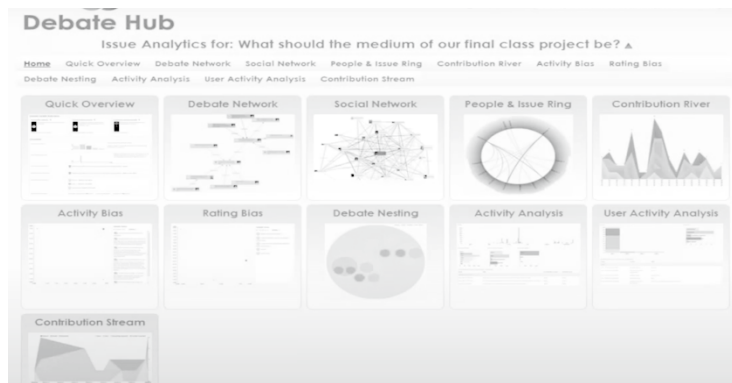 Debate Hub
Issue Analytics for: What should the medium of our final class project be?
Home Quick Overview Debate Network Social Network People & Issue Ring Contribution River Activity Bias Rating Bias
Debate Nesting Activity Analysis User Activity Analysis Contribution Stream
Quick Overview Debate Network Social Network People & Issue Ring Contribution River
Activity Bias Rating Bias Debate Nesting Activity Analysis User Activity Analysis
Contribution Stream